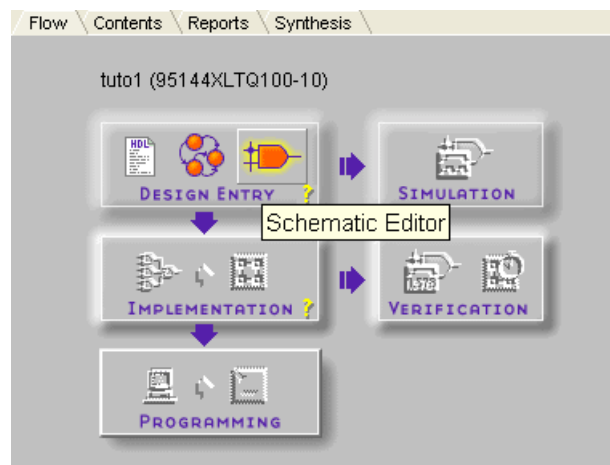 Flow Contents Reports Synthesis
tuto1 (95144XLTQ100-10)
HDL
DESIGN ENTRY ?
SIMULATION
Schematic Editor
IMPLEMENTATION ?
VERIFICATION
PROGRAMMING